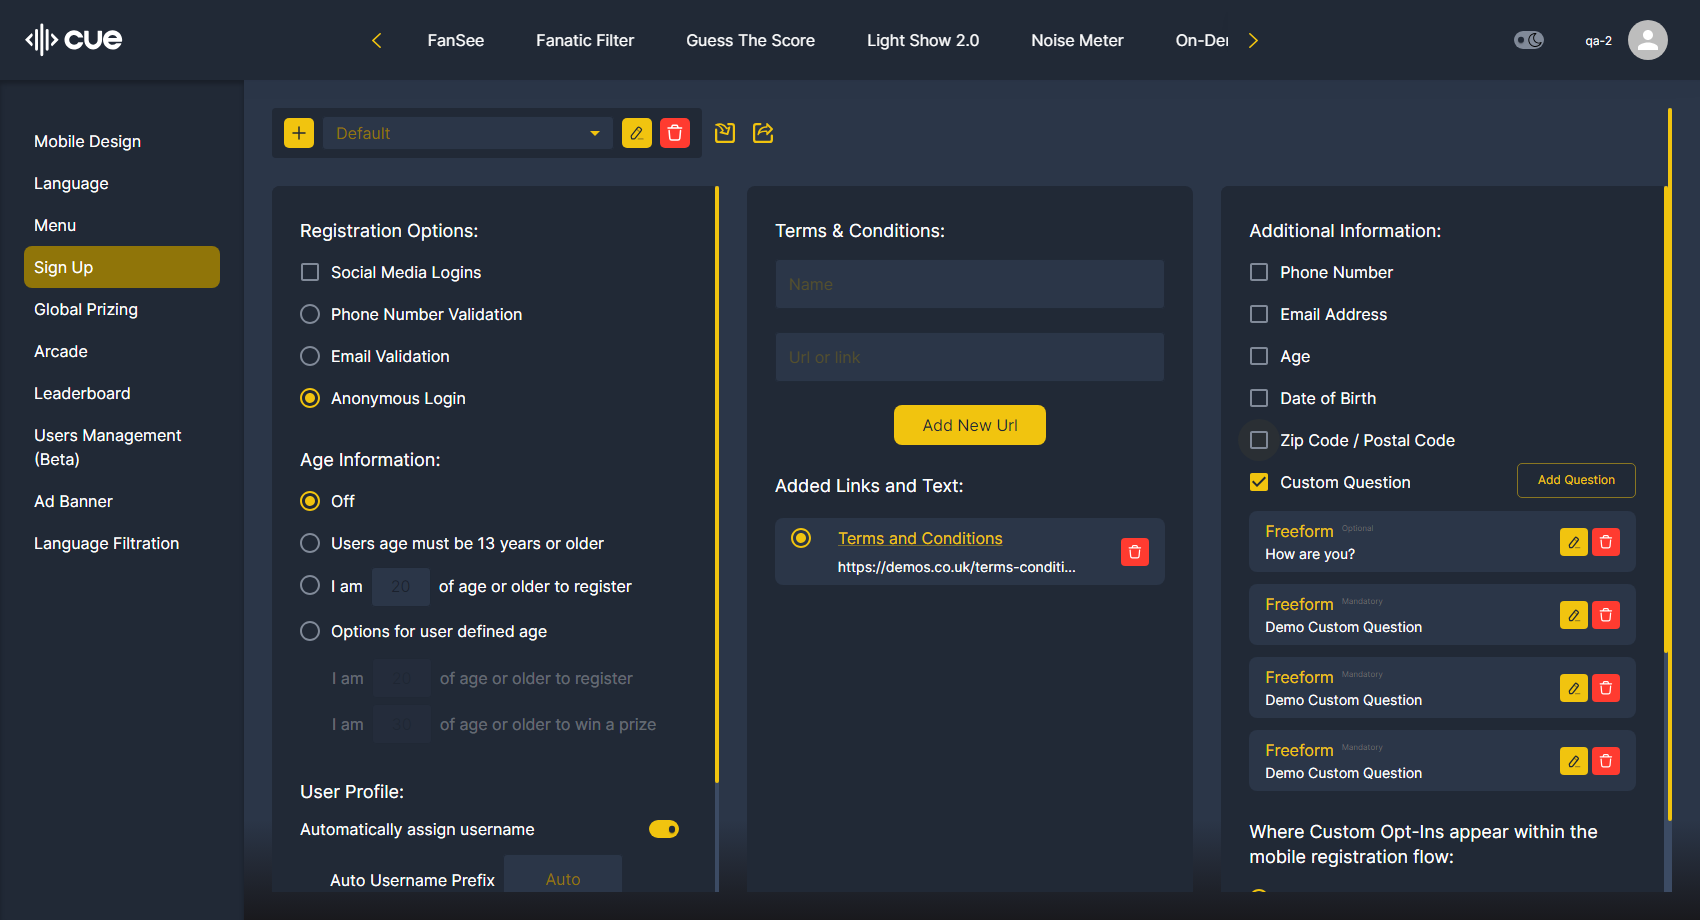 cue
FanSee
Fanatic Filter
Guess The Score
Light Show 2.0
Noise Meter
On-De
qa-2
Mobile Design
Language
Menu
Sign Up
Global Prizing
Arcade
Leaderboard
Users Management
(Beta)
Ad Banner
Language Filtration
Default
Registration Options:
Social Media Logins
Phone Number Validation
Email Validation
Anonymous Login
Age Information:
Off
Users age must be 13 years or older
I am 20 of age or older to register
Options for user defined age
I am 20 of age or older to register
I am 30 of age or older to win a prize
User Profile:
Automatically assign username
Auto Username Prefix Auto
Terms & Conditions:
Name
Url or link
Add New Url
Added Links and Text:
Terms and Conditions
https://demos.co.uk/terms-conditi...
Additional Information:
Phone Number
Email Address
Age
Date of Birth
Zip Code / Postal Code
Custom Question
Add Question
Freeform Optional
How are you?
Freeform Mandatory
Demo Custom Question
Freeform Mandatory
Demo Custom Question
Freeform Mandatory
Demo Custom Question
Where Custom Opt-Ins appear within the
mobile registration flow: